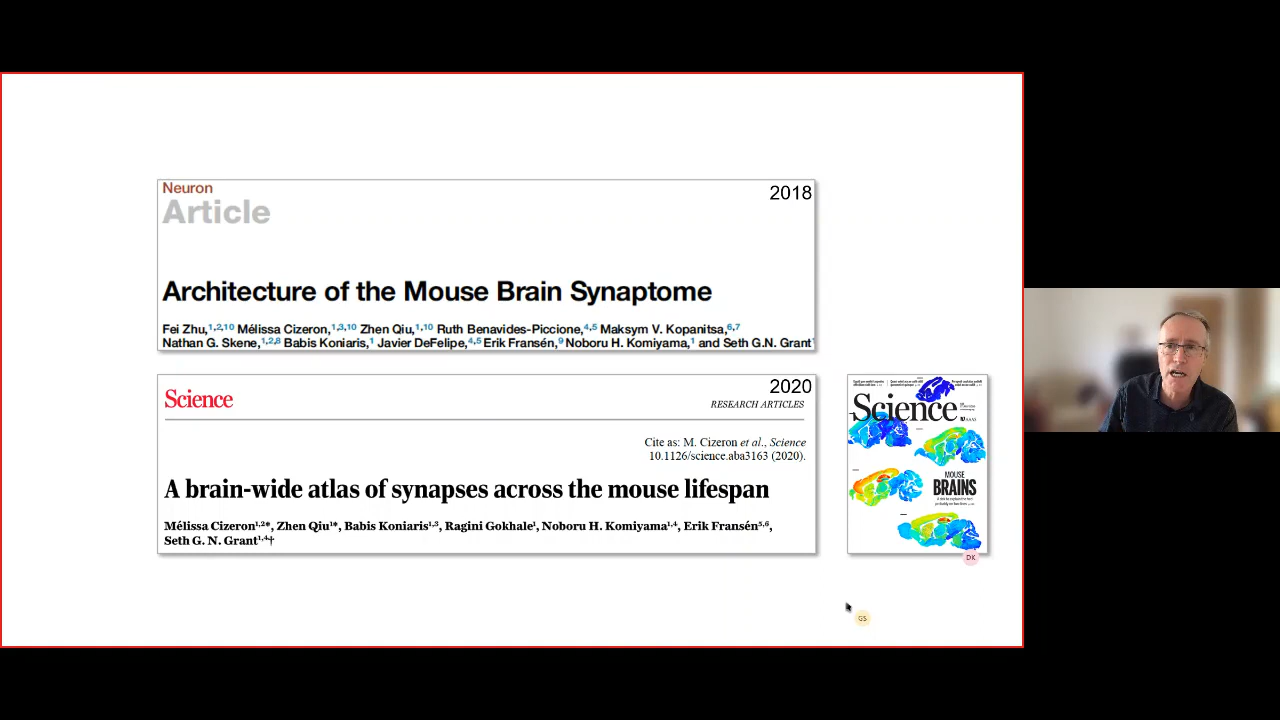 Neuron
2018
Article
Architecture of the Mouse Brain Synaptome
Fei Zhu,1,2,10 Mélissa Cizeron,1,3,10 Zhen Qiu,1,10 Ruth Benavides-Piccione,4,5 Maksym V. Kopanitsa,6,7
Nathan G. Skene,1,2,8 Babis Koniaris,1 Javier DeFelipe,4,5 Erik Fransén,9 Noboru H. Komiyama,1 and Seth G.N. Grant1
2020
Science
RESEARCH ARTICLES
Cite as: M. Cizeron et al., Science
10.1126/science.aba3163 (2020).
A brain-wide atlas of synapses across the mouse lifespan
Mélissa Cizeron1,2*, Zhen Qiu1*, Babis Koniaris1,3, Ragini Gokhale1, Noboru H. Komiyama1,4, Erik Fransén5,6,
Seth G. N. Grant1,4†
Science
MOUSE
BRAINS
DK
GS